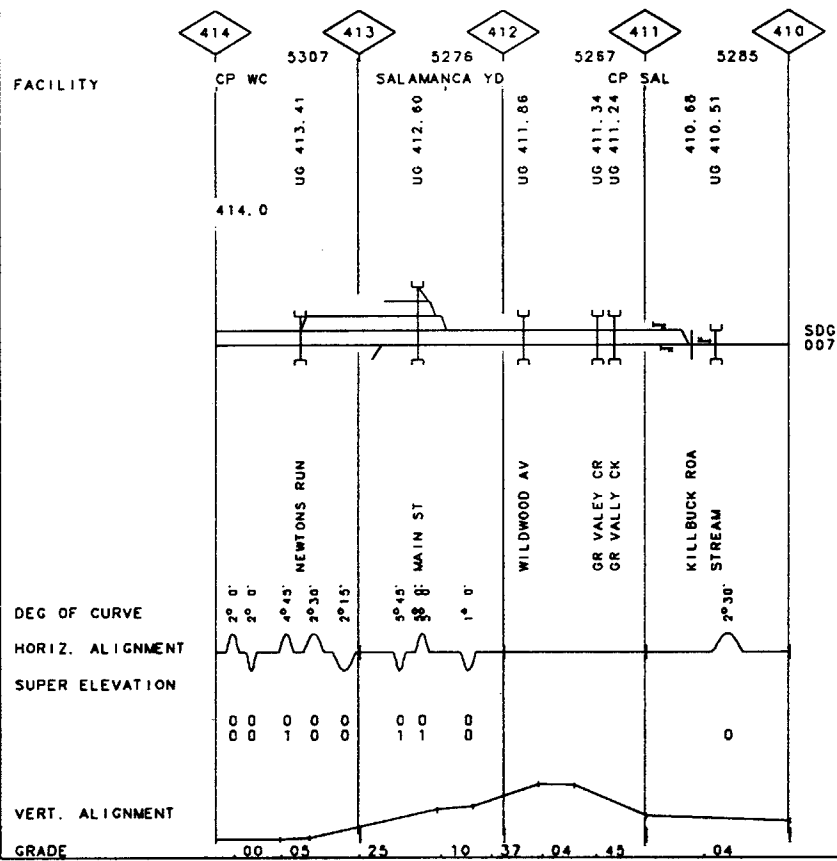 414 413 412 411 410
5307 5276 5267 5285
FACILITY CP WC SALAMANCA YD CP SAL
UG 413.41
UG 412.60
UG 411.86
UG 411.34
UG 411.24
410.68
UG 410.51
414.0
SDG
007
NEWTONS RUN
MAIN ST
WILDWOOD AV
GR VALEY CR
GR VALLY CK
KILLBUCK ROA
STREAM
DEG OF CURVE 2° 0' 2° 0' 4° 45' 2° 30' 2° 15' 5° 45' 1° 0' 2° 30'
HORIZ. ALIGNMENT
SUPER ELEVATION
0 0 0 0 0 0 0 0
0 0 1 0 0 1 1 0 0
VERT. ALIGNMENT
GRADE .00 .05 .25 .10 .37 .04 .45 .04